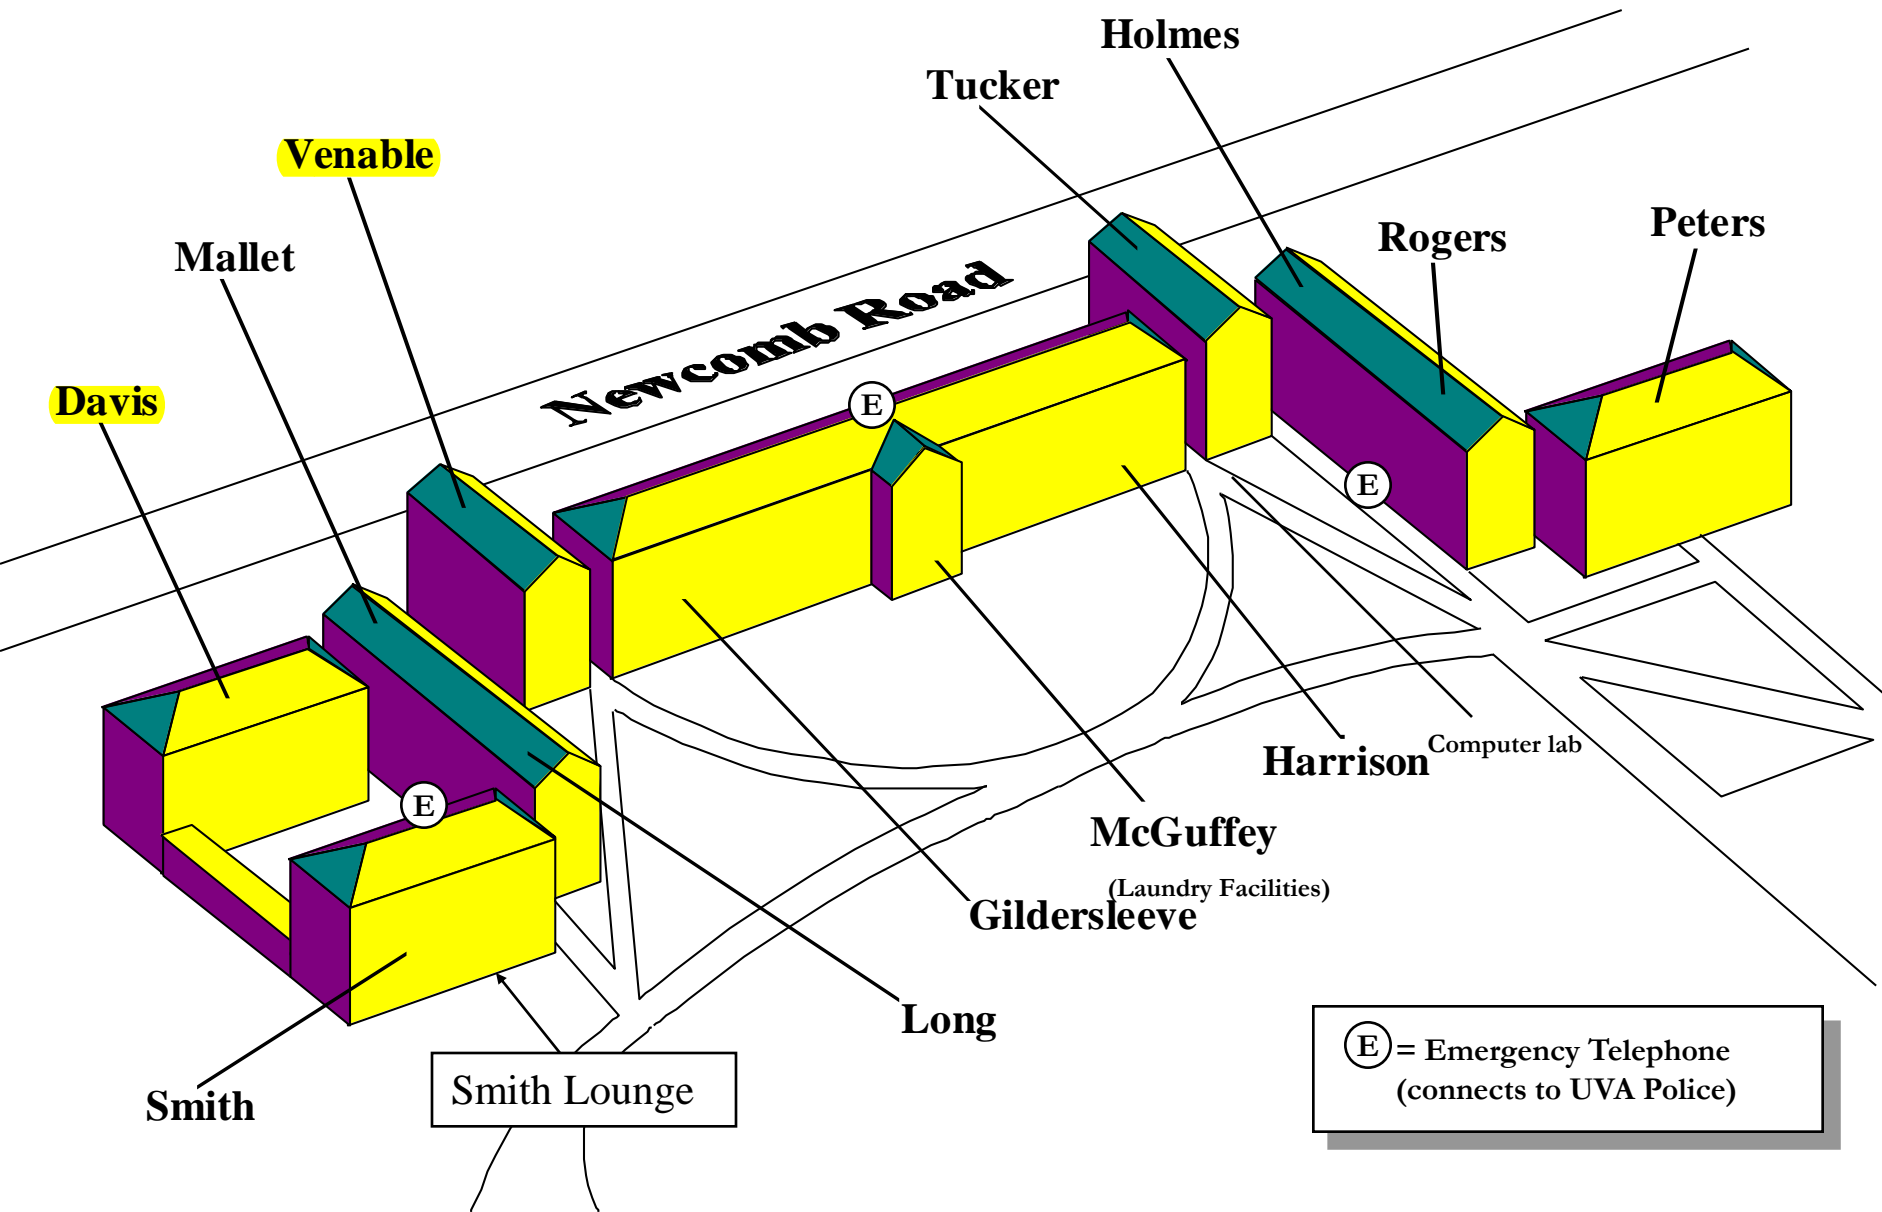 Holmes
Tucker
Venable
Rogers
Peters
Mallet
Newcomb Road
Davis
E
E
Harrison
Computer lab
E
McGuffey
(Laundry Facilities)
Gildersleeve
Long
Smith
Smith Lounge
E = Emergency Telephone
(connects to UVA Police)